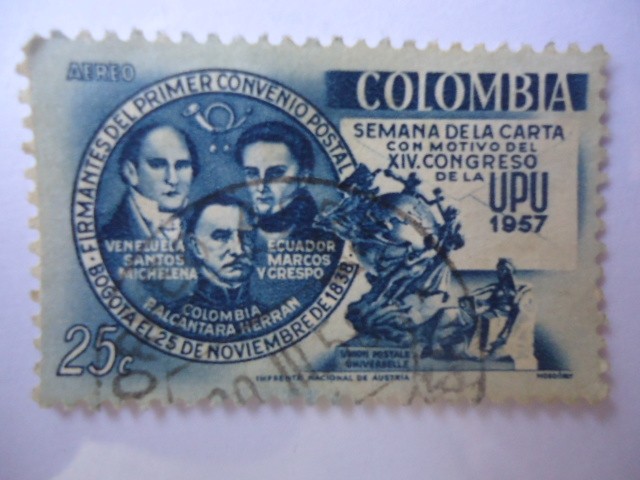 AEREO
FIRMANTES DEL PRIMER CONVENIO POSTAL
BOGOTA EL 25 DE NOVIEMBRE DE 1838
VENEZUELA
SANTOS
MICHELENA
ECUADOR
MARCOS
Y CRESPO
COLOMBIA
P. ALCANTARA HERRAN
25c
COLOMBIA
SEMANA DE LA CARTA
CON MOTIVO DEL
XIV. CONGRESO
DE LA UPU
1957
UNION POSTALE
UNIVERSELLE
IMPRENTA NACIONAL DE AUSTRIA